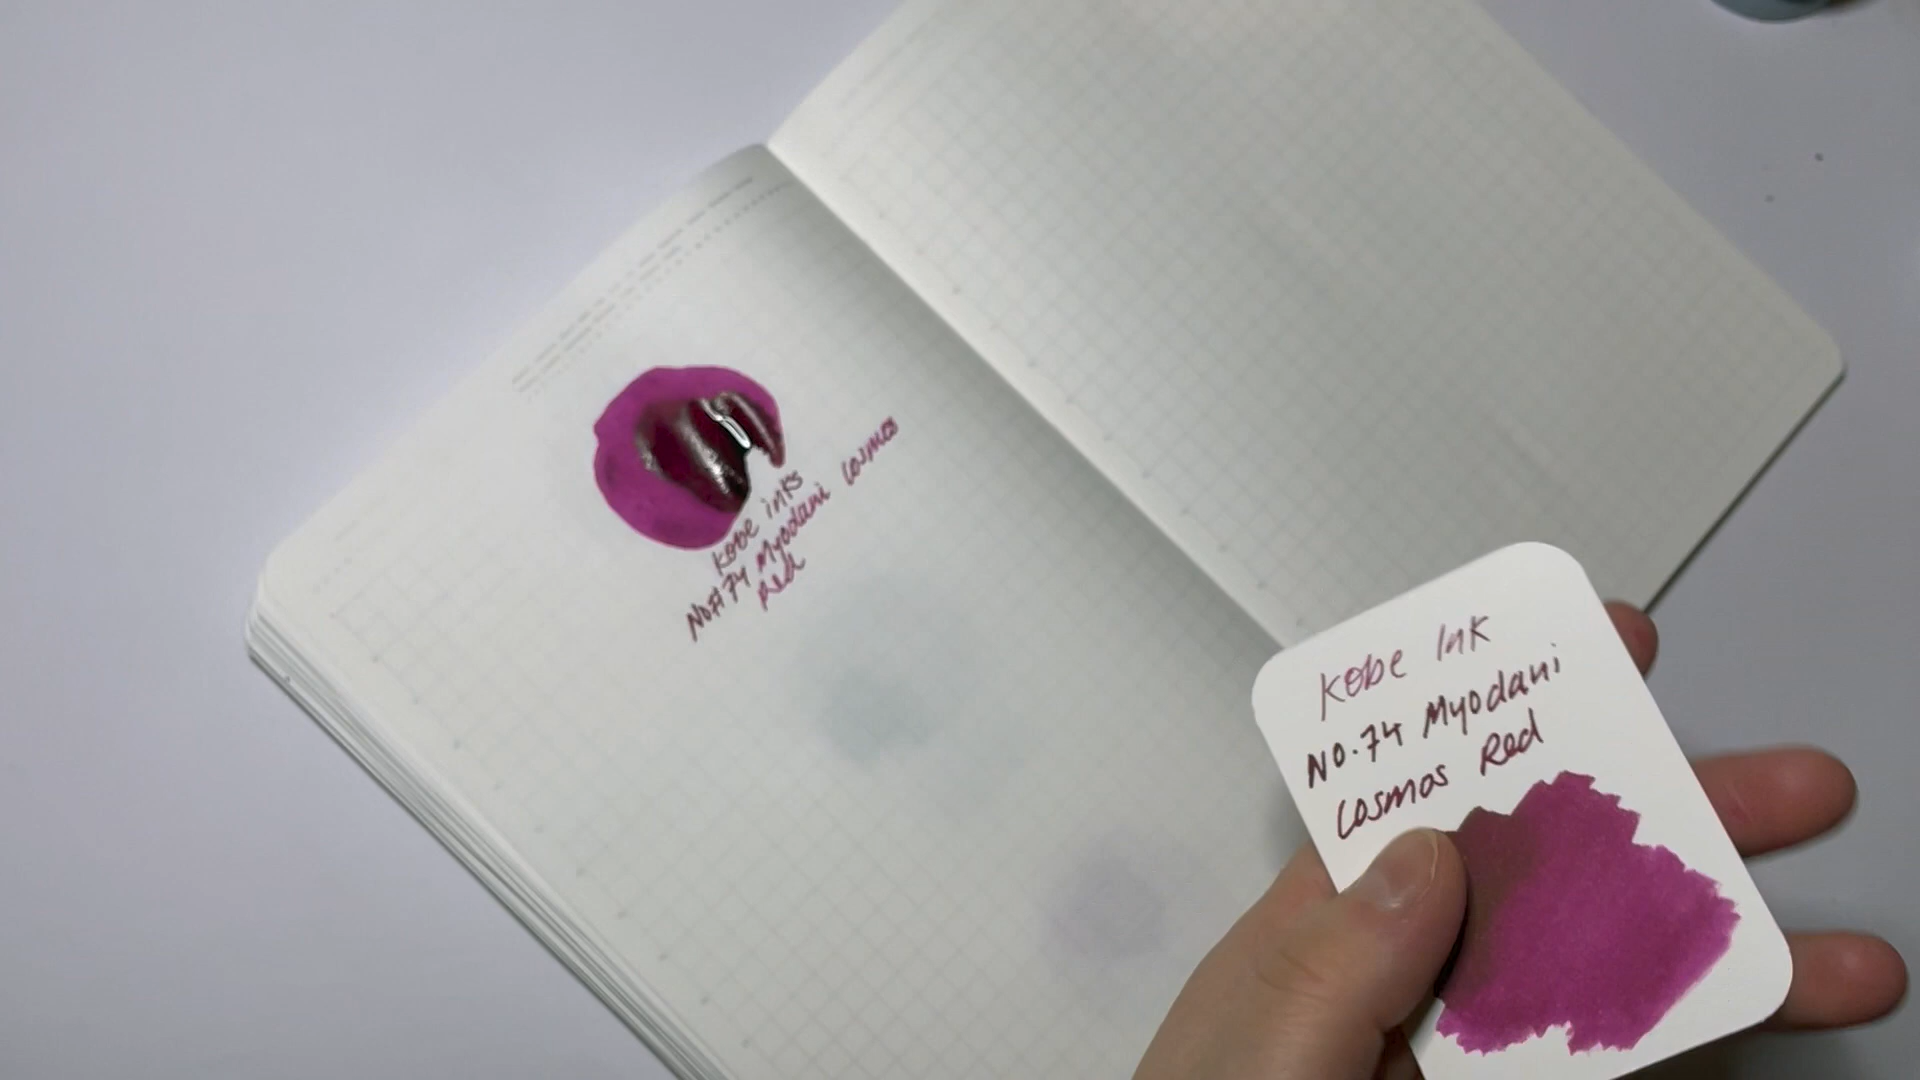 Kobe inks
No# 74 Myodani Cosmos
Red
Kobe Ink
No.74 Myodani
Cosmos Red